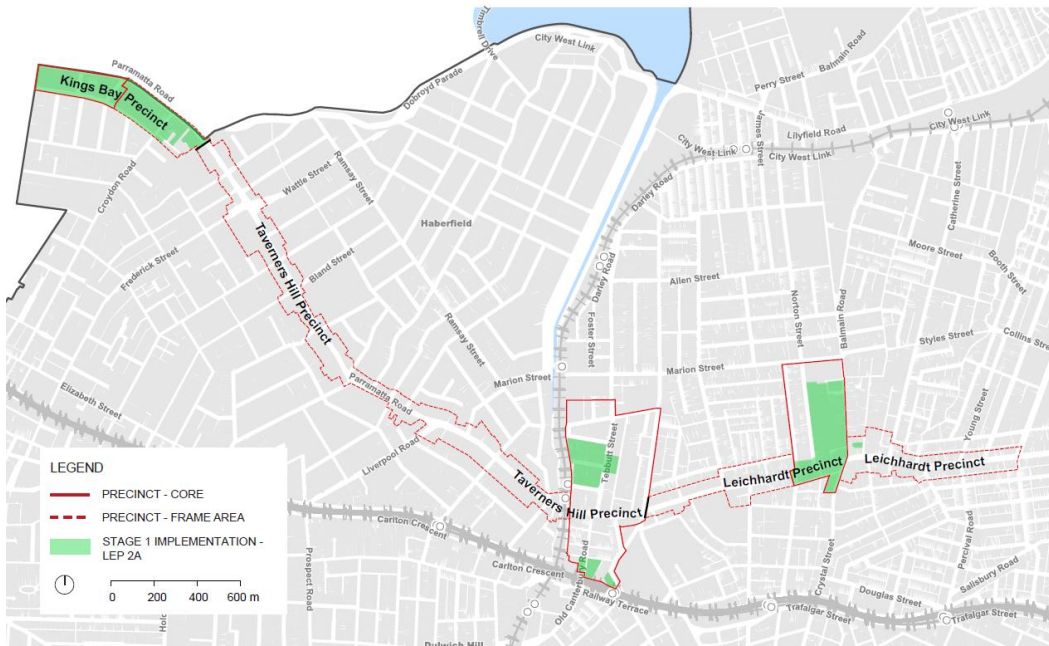 Timbrell Drive
City West Link
Balmain Road
Perry Street
Parramatta Road
Kings Bay
Precinct
Dobroyd Parade
James Street
Lilyfield Road
City West Link
City West Link
City West Link
Croydon Road
Wattle Street
Ramsay Street
Darley Road
Catherine Street
Haberfield
Frederick Street
Bland Street
Taverners Hill Precinct
Darley Road
Moore Street
Booth Street
Allen Street
Norton Street
Balmain Road
Ramsay Street
Foster Street
Styles Street
Collins Stre
Marion Street
Marion Street
Elizabeth Street
Parramatta Road
Liverpool Road
Tebbutt Street
Young Street
Leichhardt Precinct
Leichhardt Precinct
Taverners Hill Precinct
LEGEND
PRECINCT - CORE
PRECINCT - FRAME AREA
STAGE 1 IMPLEMENTATION -
LEP 2A
0 200 400 600 m
Carlton Crescent
Carlton Crescent
Prospect Road
Old Canterbury Road
Railway Terrace
Crystal Street
Percival Road
Salisbury Road
Douglas Street
Trafalgar Street
Trafalgar Street
Dulwich Hill